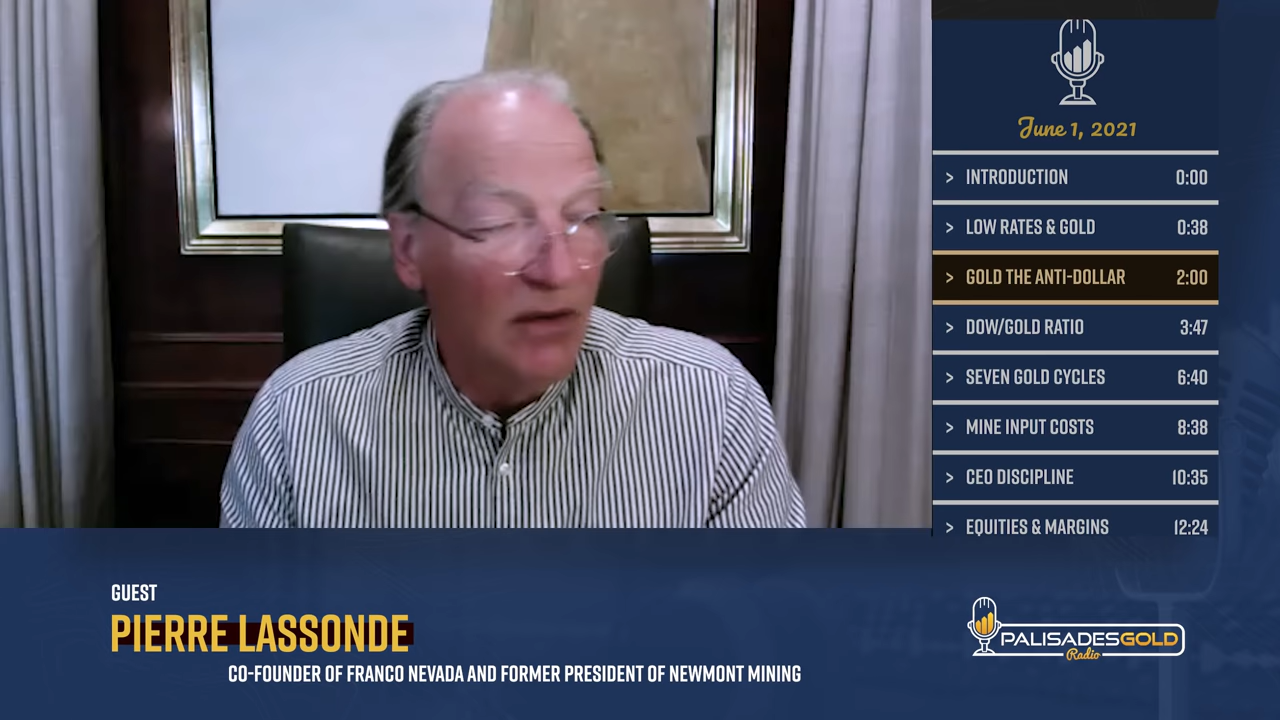 June 1, 2021
> INTRODUCTION 0:00
> LOW RATES & GOLD 0:38
> GOLD THE ANTI-DOLLAR 2:00
> DOW/GOLD RATIO 3:47
> SEVEN GOLD CYCLES 6:40
> MINE INPUT COSTS 8:38
> CEO DISCIPLINE 10:35
> EQUITIES & MARGINS 12:24
GUEST
PIERRE LASSONDE
CO-FOUNDER OF FRANCO NEVADA AND FORMER PRESIDENT OF NEWMONT MINING
PALISADESGOLD
Radio